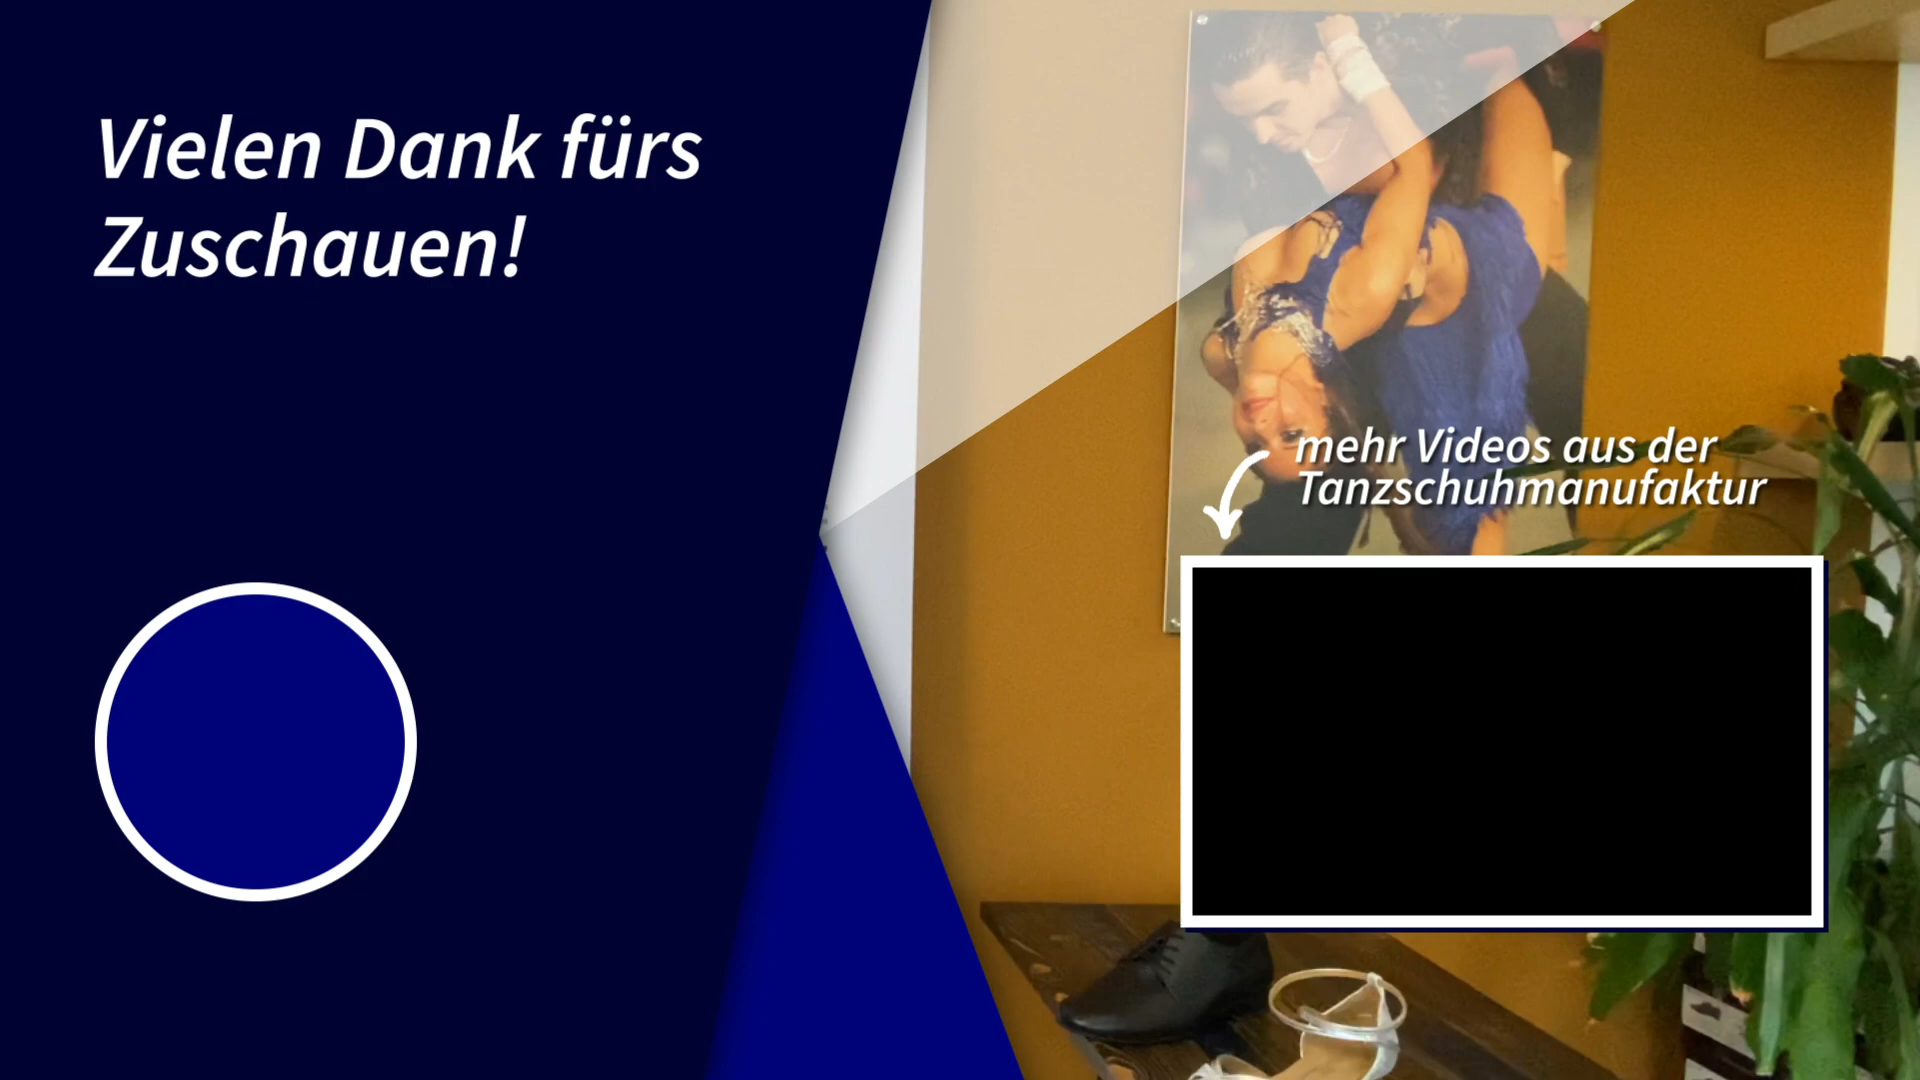 Vielen Dank fürs
Zuschauen!
mehr Videos aus der
Tanzschuhmanufaktur